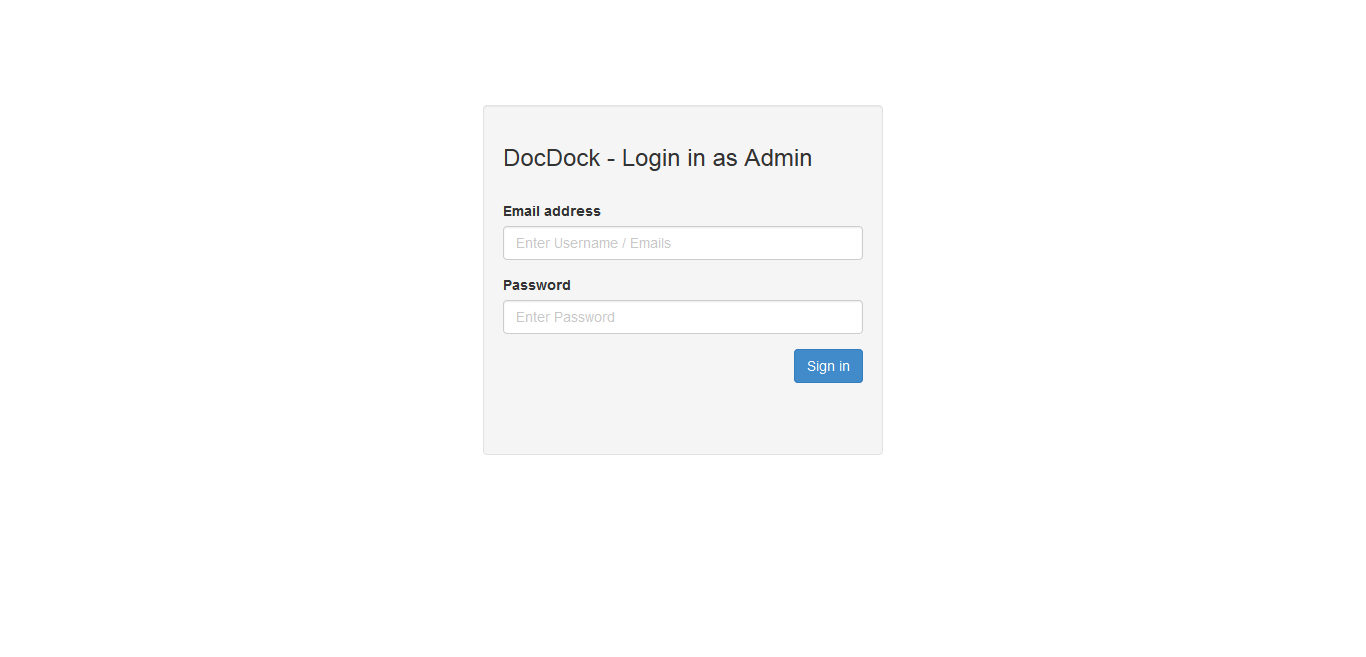 DocDock - Login in as Admin
Email address
Enter Username / Emails
Password
Enter Password
Sign in